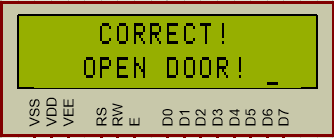 CORRECT!
OPEN DOOR! _
VSS
VDD
VEE
RS
RW
E
D0
D1
D2
D3
D4
D5
D6
D7